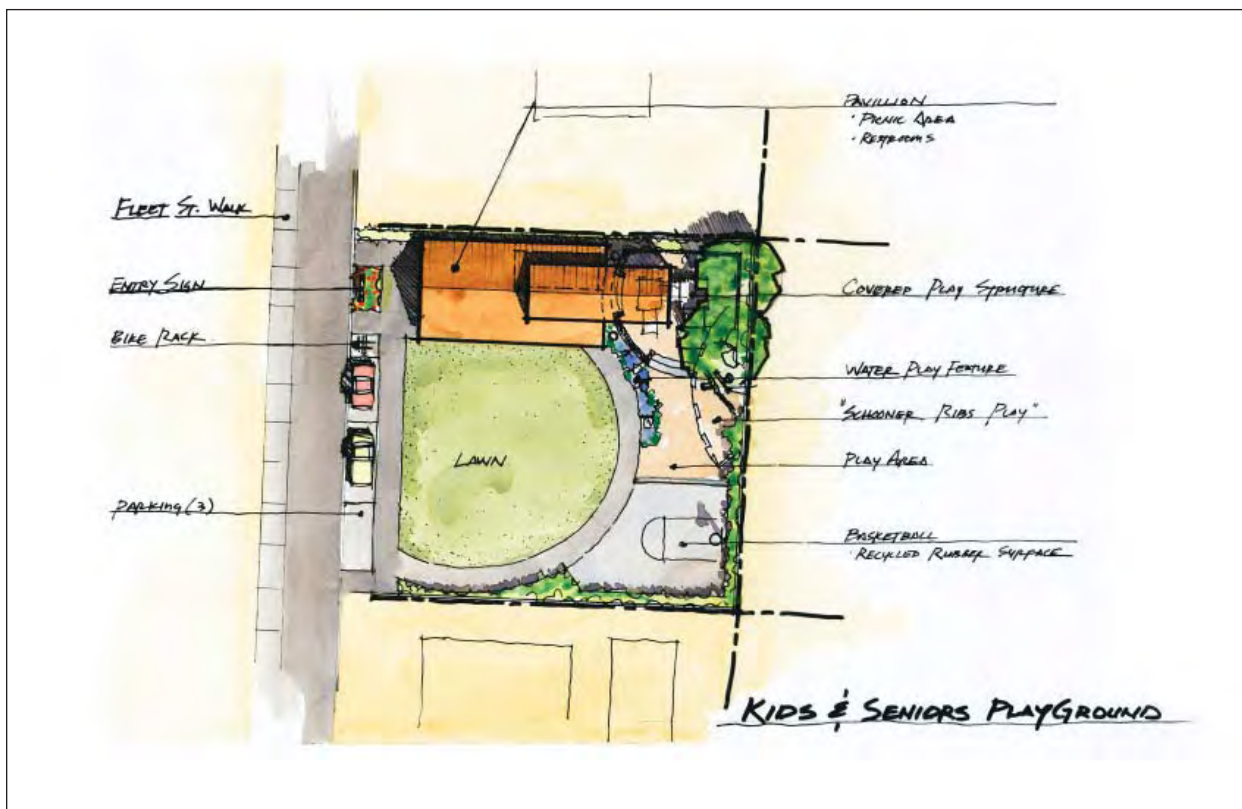 PAVILLION
· PICNIC AREA
· RESTROOMS
FLEET ST. WALK
ENTRY SIGN
COVERED PLAY STRUCTURE
BIKE RACK
WATER PLAY FEATURE
"SCHOONER RIBS PLAY"
LAWN
PLAY AREA
PARKING (3)
BASKETBALL
· RECYCLED RUBBER SURFACE
KIDS & SENIORS PLAYGROUND